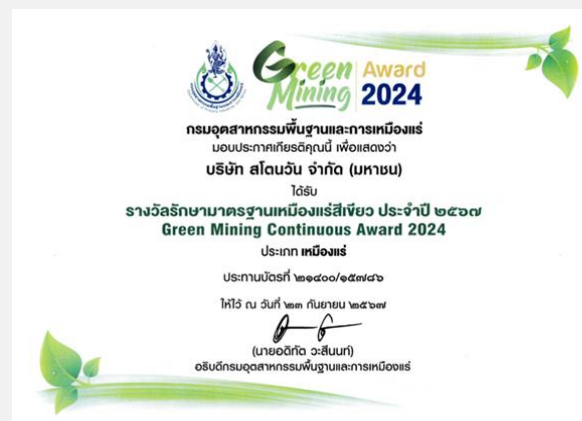 Green Mining Award 2024
กรมอุตสาหกรรมพื้นฐานและการเหมืองแร่
มอบประกาศเกียรติคุณนี้ เพื่อแสดงว่า
บริษัท สโตนวัน จำกัด (มหาชน)
ได้รับ
รางวัลรักษามาตรฐานเหมืองแร่สีเขียว ประจำปี ๒๕๖๗
Green Mining Continuous Award 2024
ประเภท เหมืองแร่
ประทานบัตรที่ ๒๑๔๐๐/๑๕๗๘๖
ให้ไว้ ณ วันที่ ๒๓ กันยายน ๒๕๖๗
(นายอดิทัต วะสีนนท์)
อธิบดีกรมอุตสาหกรรมพื้นฐานและการเหมืองแร่